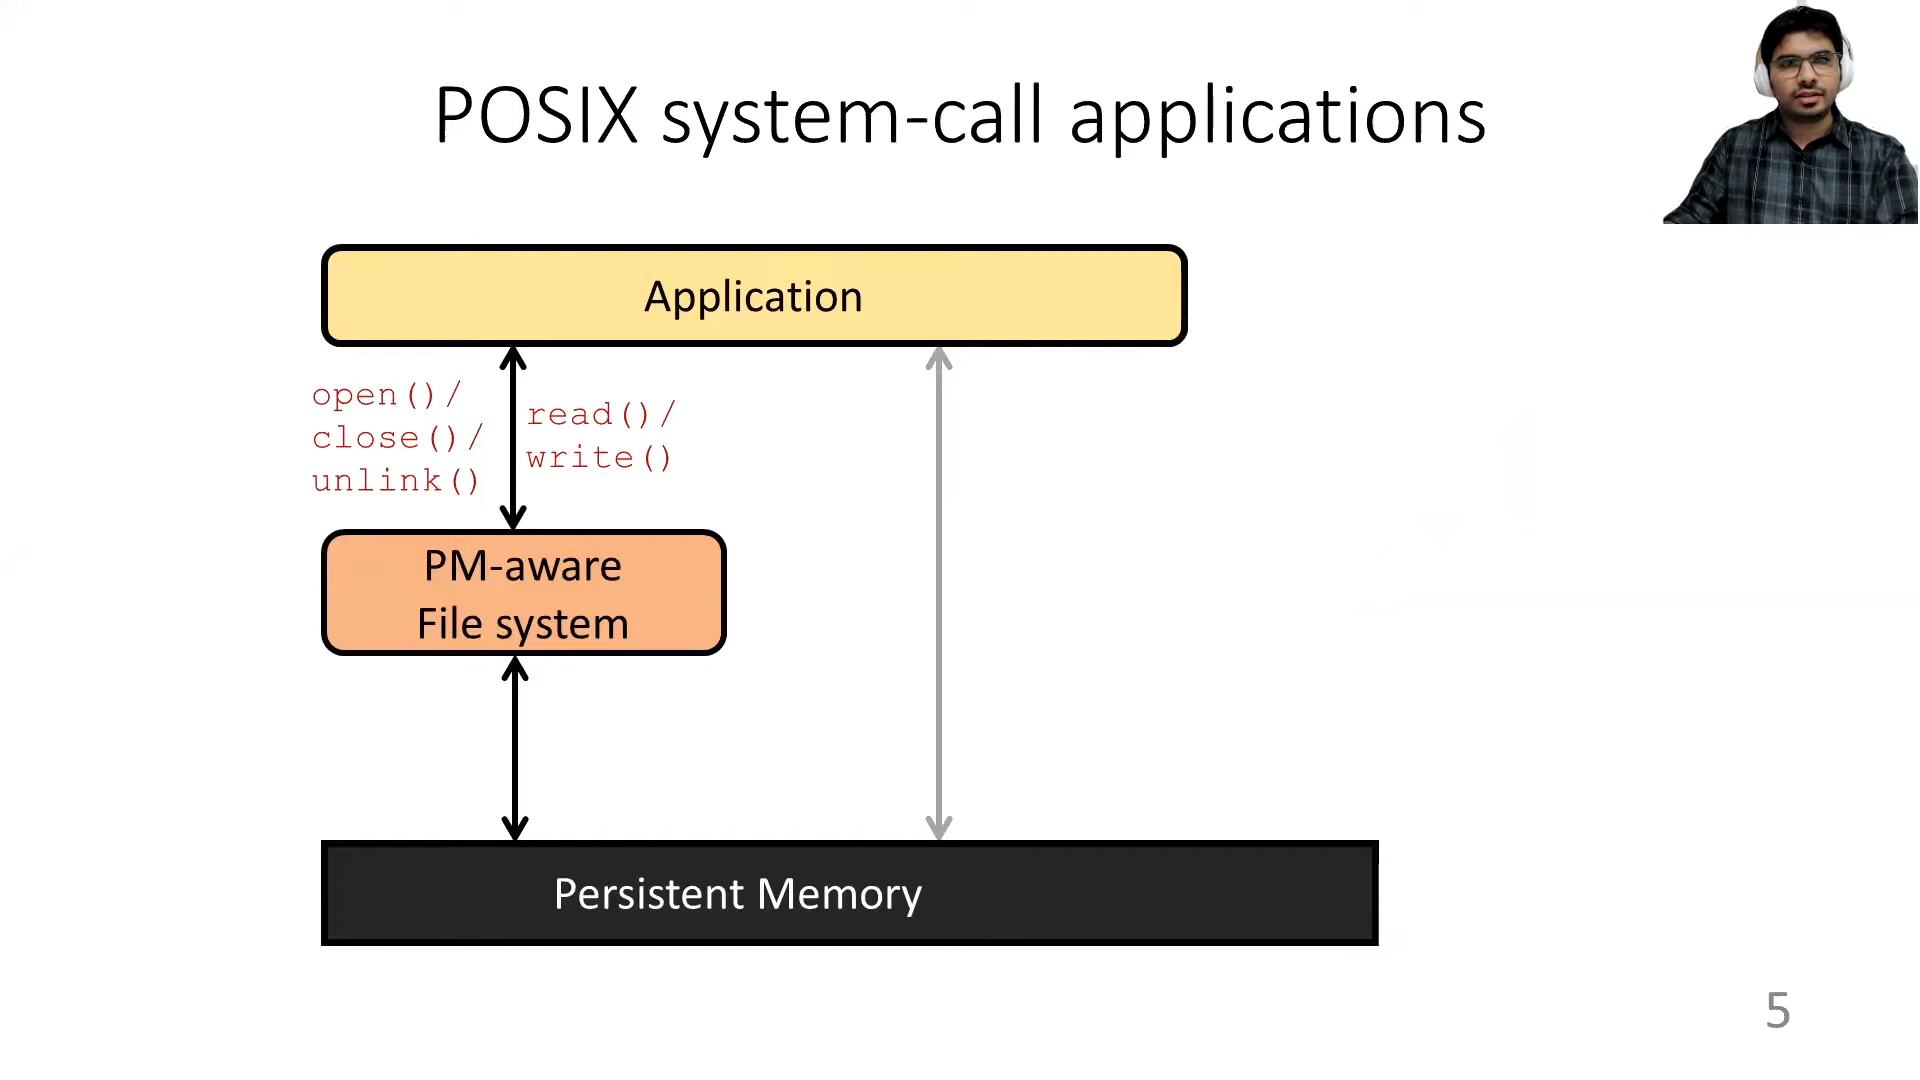 POSIX system-call applications
Application
open()/
close()/
unlink()
read()/
write()
PM-aware
File system
Persistent Memory
5